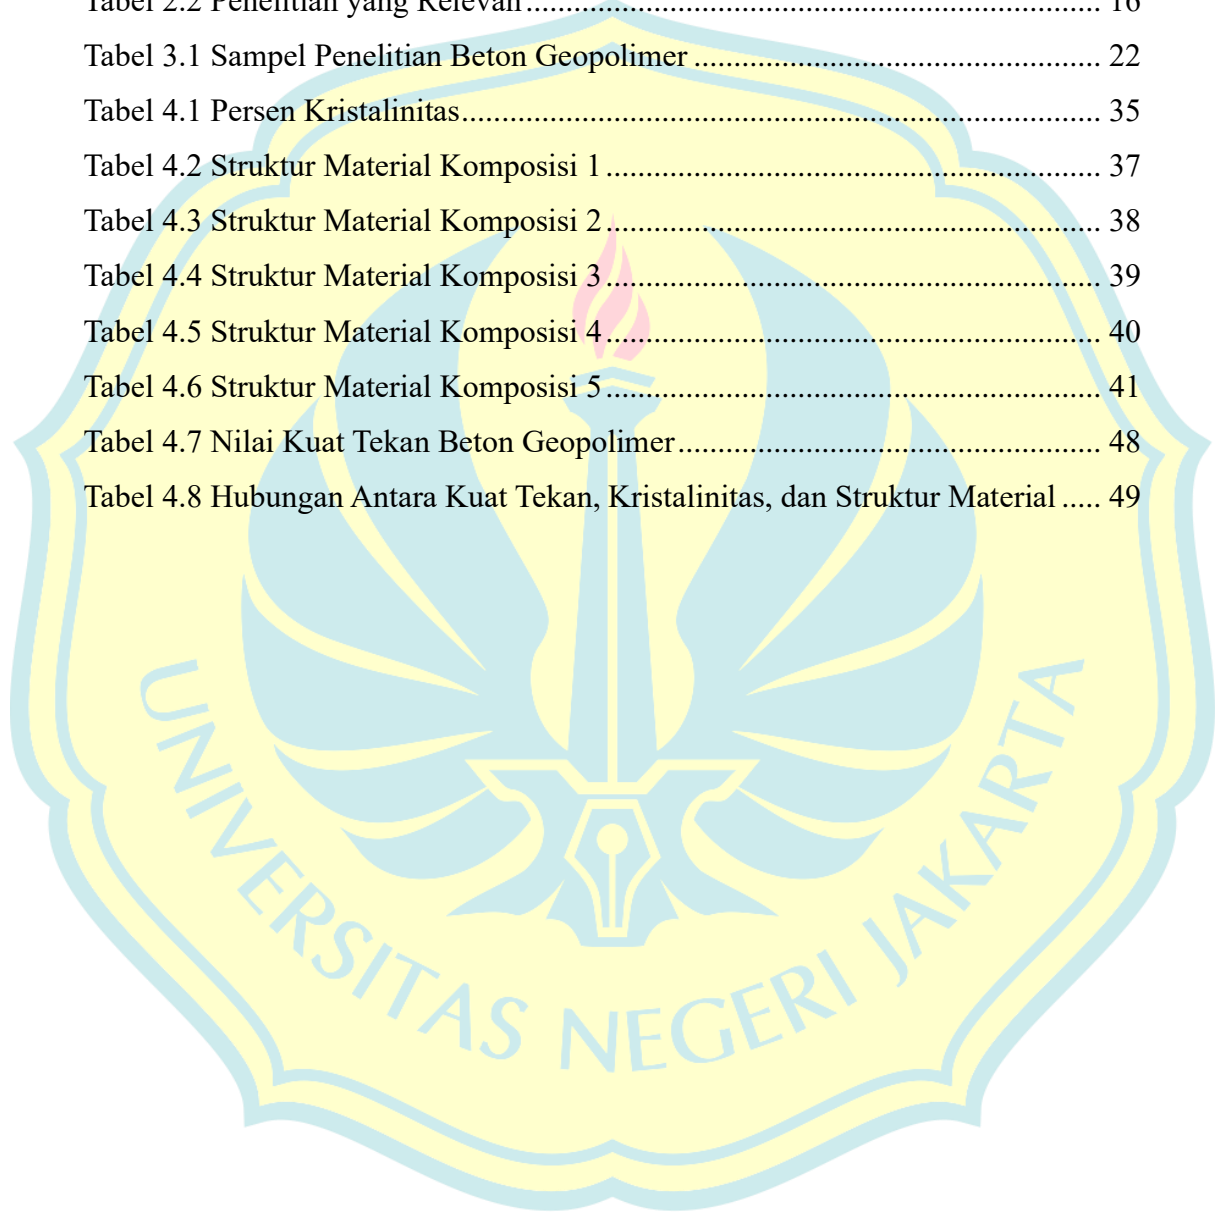 Tabel 2.2 Penelitian yang Relevan.......................................................................... 16
Tabel 3.1 Sampel Penelitian Beton Geopolimer .................................................... 22
Tabel 4.1 Persen Kristalinitas.................................................................................. 35
Tabel 4.2 Struktur Material Komposisi 1............................................................... 37
Tabel 4.3 Struktur Material Komposisi 2............................................................... 38
Tabel 4.4 Struktur Material Komposisi 3............................................................... 39
Tabel 4.5 Struktur Material Komposisi 4............................................................... 40
Tabel 4.6 Struktur Material Komposisi 5............................................................... 41
Tabel 4.7 Nilai Kuat Tekan Beton Geopolimer...................................................... 48
Tabel 4.8 Hubungan Antara Kuat Tekan, Kristalinitas, dan Struktur Material ..... 49
UNIVERSITAS NEGERI JAKARTA